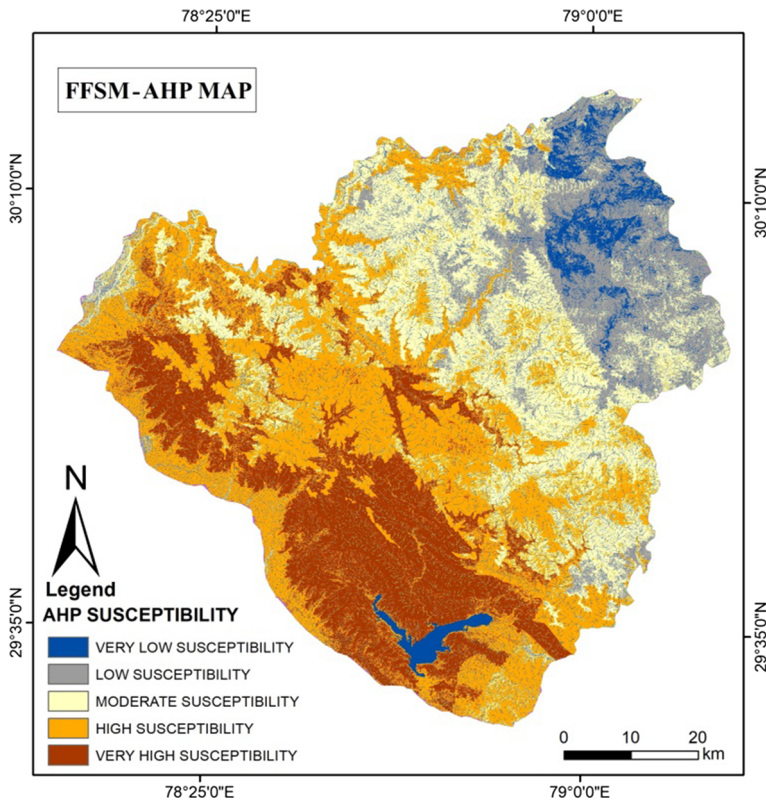 78°25'0"E 79°0'0"E
FFSM-AHP MAP
30°10'0"N 30°10'0"N
N
Legend
AHP SUSCEPTIBILITY
29°35'0"N 29°35'0"N
VERY LOW SUSCEPTIBILITY
LOW SUSCEPTIBILITY
MODERATE SUSCEPTIBILITY
HIGH SUSCEPTIBILITY
VERY HIGH SUSCEPTIBILITY
0 10 20
km
78°25'0"E 79°0'0"E